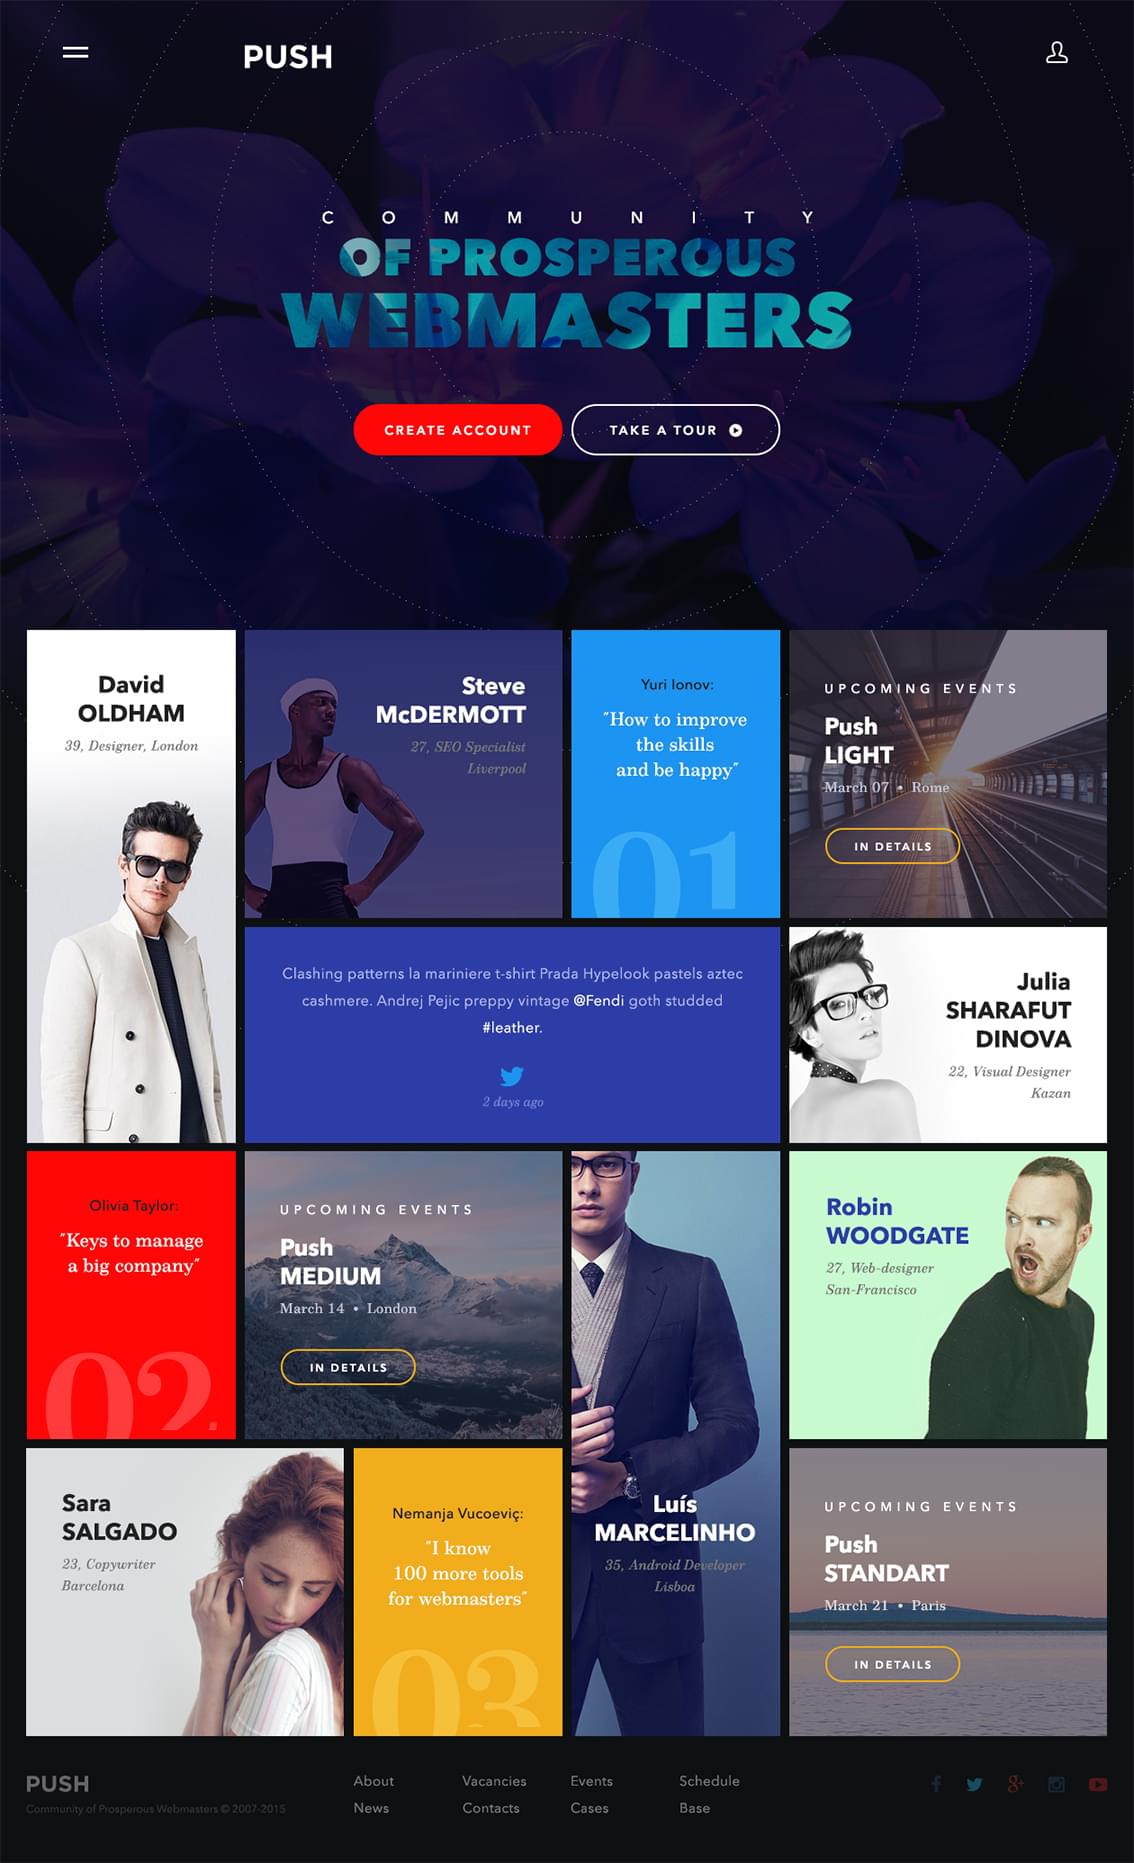 PUSH
COMMUNITY
OF PROSPEROUS
WEBMASTERS
CREATE ACCOUNT
TAKE A TOUR
David
OLDHAM
39, Designer, London
Steve
McDERMOTT
27, SEO Specialist
Liverpool
Yuri Ionov:
"How to improve
the skills
and be happy"
01
UPCOMING EVENTS
Push
LIGHT
March 07 • Rome
IN DETAILS
Clashing patterns la mariniere t-shirt Prada Hypelook pastels aztec
cashmere. Andrej Pejic preppy vintage @Fendi goth studded
#leather.
2 days ago
Julia
SHARAFUT
DINOVA
22, Visual Designer
Kazan
Olivia Taylor:
"Keys to manage
a big company"
02.
UPCOMING EVENTS
Push
MEDIUM
March 14 • London
IN DETAILS
Luís
MARCELINHO
35, Android Developer
Lisboa
Robin
WOODGATE
27, Web-designer
San-Francisco
Sara
SALGADO
23, Copywriter
Barcelona
Nemanja Vucoeviç:
"I know
100 more tools
for webmasters"
03
UPCOMING EVENTS
Push
STANDART
March 21 • Paris
IN DETAILS
PUSH
Community of Prosperous Webmasters © 2007-2015
About
News
Vacancies
Contacts
Events
Cases
Schedule
Base